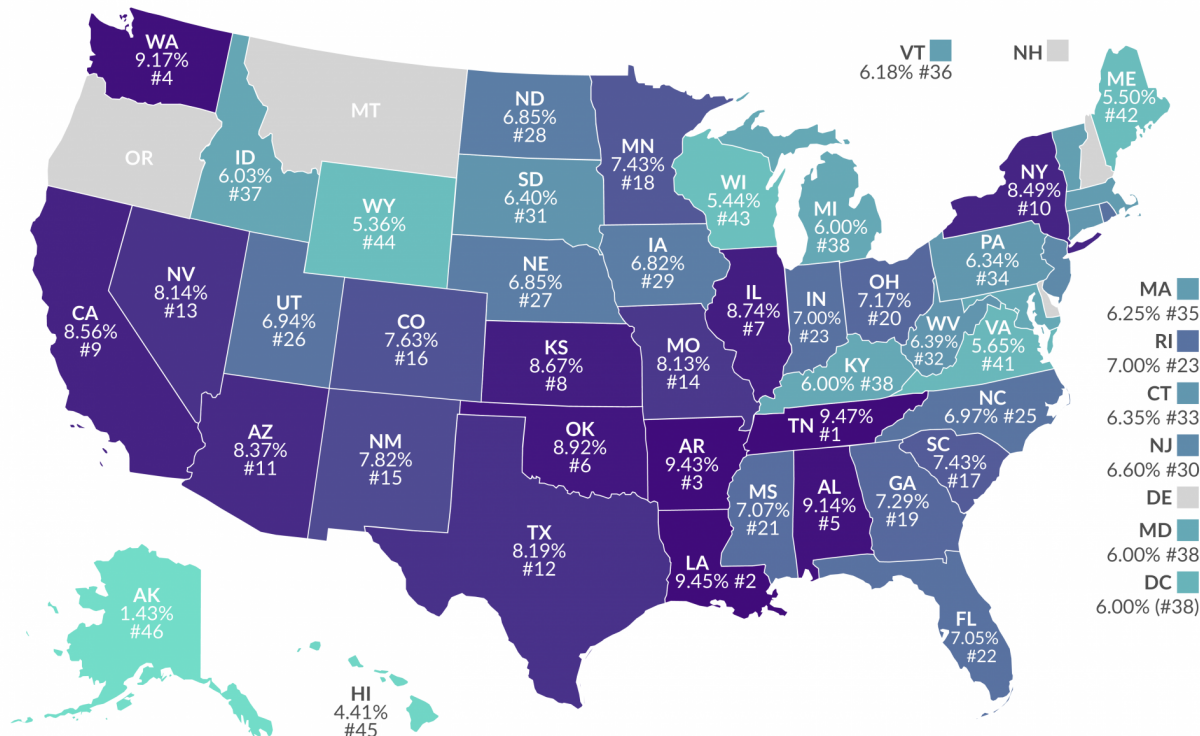 WA
9.17%
#4
MT
OR
ID
6.03%
#37
WY
5.36%
#44
ND
6.85%
#28
SD
6.40%
#31
NE
6.85%
#27
MN
7.43%
#18
IA
6.82%
#29
WI
5.44%
#43
MI
6.00%
#38
VT
6.18% #36
NH
ME
5.50%
#42
NY
8.49%
#10
PA
6.34%
#34
CA
8.56%
#9
NV
8.14%
#13
UT
6.94%
#26
CO
7.63%
#16
KS
8.67%
#8
MO
8.13%
#14
IL
8.74%
#7
IN
7.00%
#23
OH
7.17%
#20
WV
6.39%
#32
VA
5.65%
#41
KY
6.00% #38
NC
6.97% #25
TN 9.47%
#1
SC
7.43%
#17
AZ
8.37%
#11
NM
7.82%
#15
OK
8.92%
#6
AR
9.43%
#3
MS
7.07%
#21
AL
9.14%
#5
GA
7.29%
#19
TX
8.19%
#12
LA
9.45% #2
FL
7.05%
#22
AK
1.43%
#46
HI
4.41%
#45
MA
6.25% #35
RI
7.00% #23
CT
6.35% #33
NJ
6.60% #30
DE
MD
6.00% #38
DC
6.00% (#38)